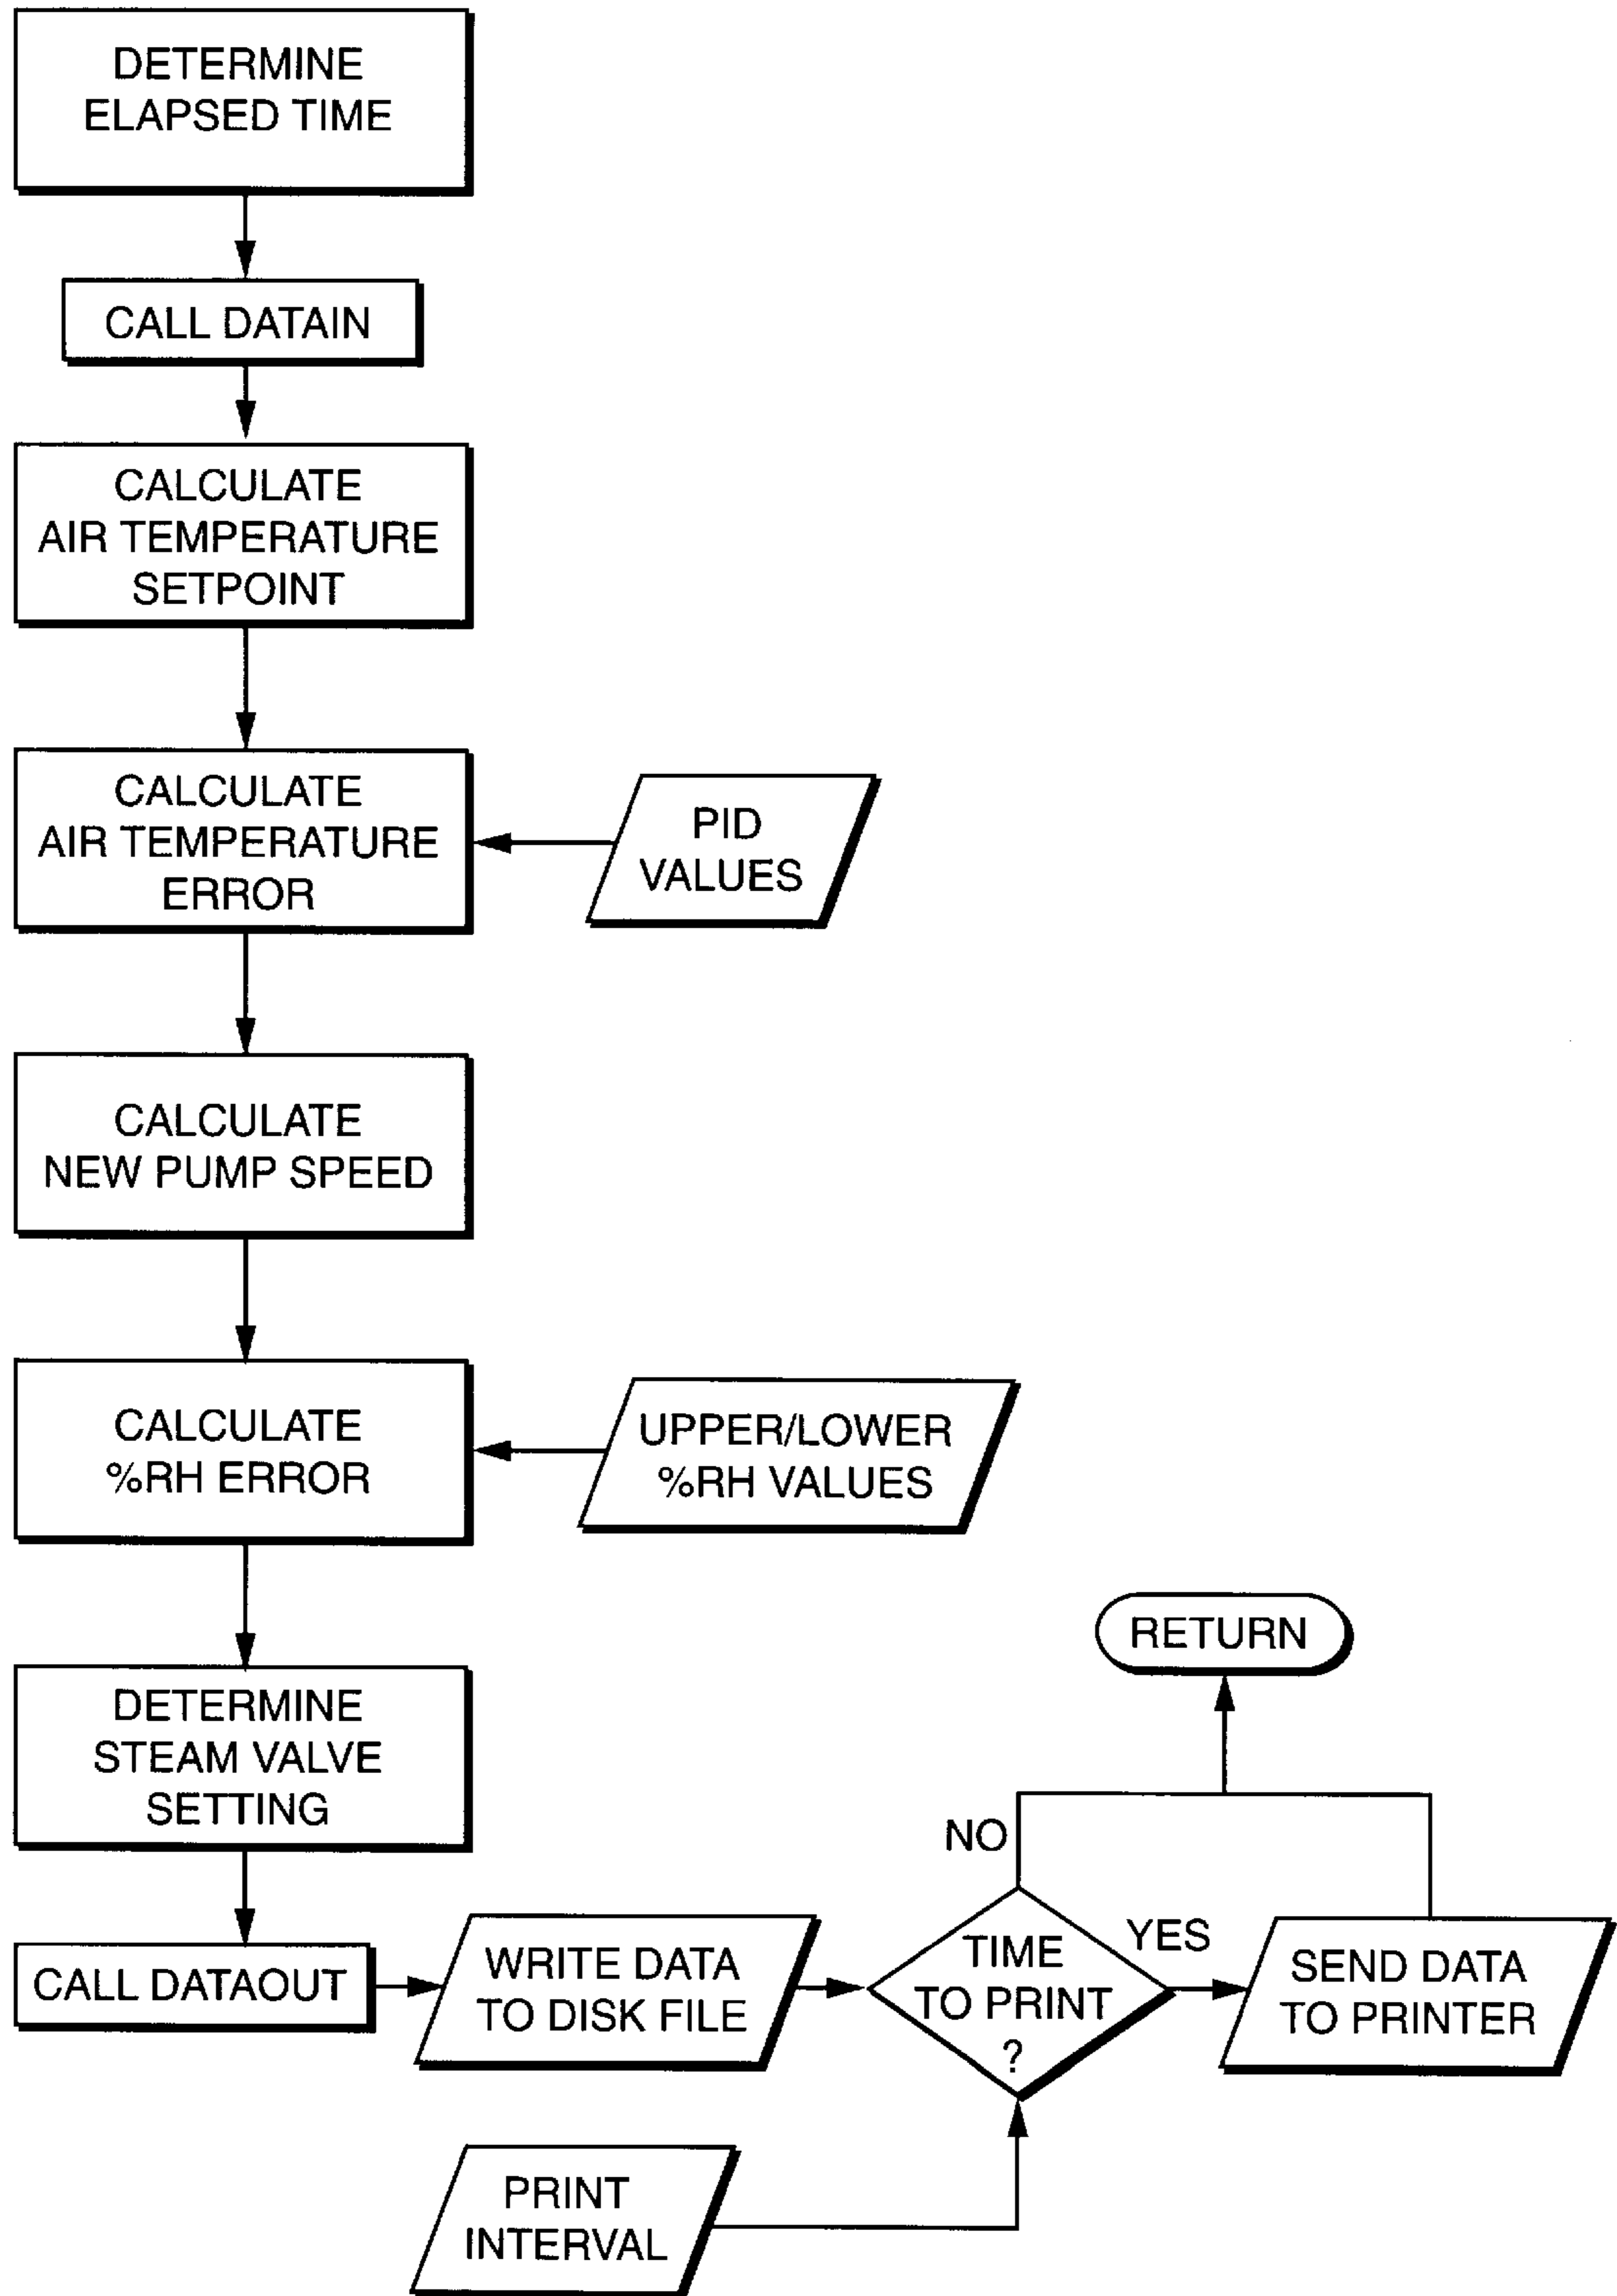 DETERMINE
ELAPSED TIME
CALL DATAIN
CALCULATE
AIR TEMPERATURE
SETPOINT
CALCULATE
AIR TEMPERATURE
ERROR
PID
VALUES
CALCULATE
NEW PUMP SPEED
CALCULATE
%RH ERROR
UPPER/LOWER
%RH VALUES
DETERMINE
STEAM VALVE
SETTING
RETURN
CALL DATAOUT
WRITE DATA
TO DISK FILE
TIME
TO PRINT
?
NO
YES
SEND DATA
TO PRINTER
PRINT
INTERVAL